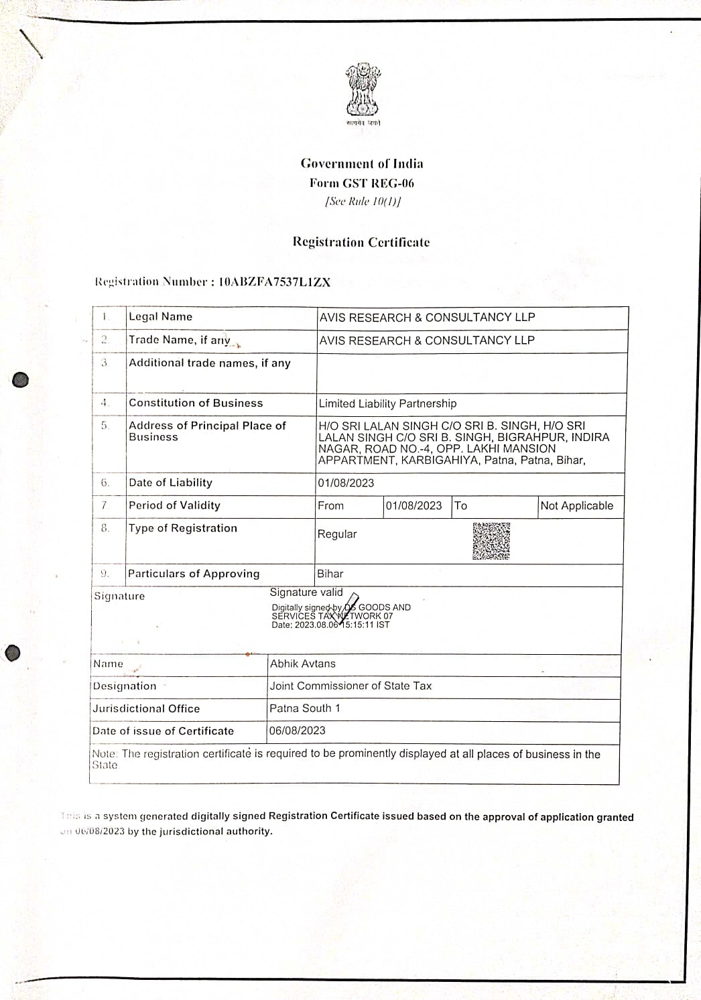 सत्यमेव जयते
Government of India
Form GST REG-06
[See Rule 10(1)]
Registration Certificate
Registration Number : 10ABZFA7537L1ZX
1. Legal Name AVIS RESEARCH & CONSULTANCY LLP
2. Trade Name, if any AVIS RESEARCH & CONSULTANCY LLP
3. Additional trade names, if any
4. Constitution of Business Limited Liability Partnership
5. Address of Principal Place of Business H/O SRI LALAN SINGH C/O SRI B. SINGH, H/O SRI
LALAN SINGH C/O SRI B. SINGH, BIGRAHPUR, INDIRA
NAGAR, ROAD NO.-4, OPP. LAKHI MANSION
APPARTMENT, KARBIGAHIYA, Patna, Patna, Bihar,
6. Date of Liability 01/08/2023
7. Period of Validity From 01/08/2023 To Not Applicable
8. Type of Registration Regular
9. Particulars of Approving Bihar
Signature Signature valid
Digitally signed by DS GOODS AND
SERVICES TAX NETWORK 07
Date: 2023.08.06 15:15:11 IST
Name Abhik Avtans
Designation Joint Commissioner of State Tax
Jurisdictional Office Patna South 1
Date of issue of Certificate 06/08/2023
Note: The registration certificate is required to be prominently displayed at all places of business in the
State.
This is a system generated digitally signed Registration Certificate issued based on the approval of application granted
on 06/08/2023 by the jurisdictional authority.